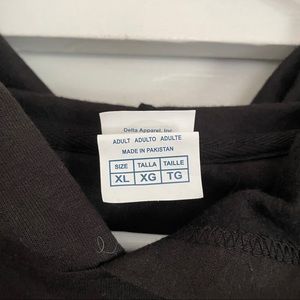 Delta Apparel, Inc.
ADULT ADULTO ADULTE
MADE IN PAKISTAN
SIZE TALLA TAILLE
XL XG TG